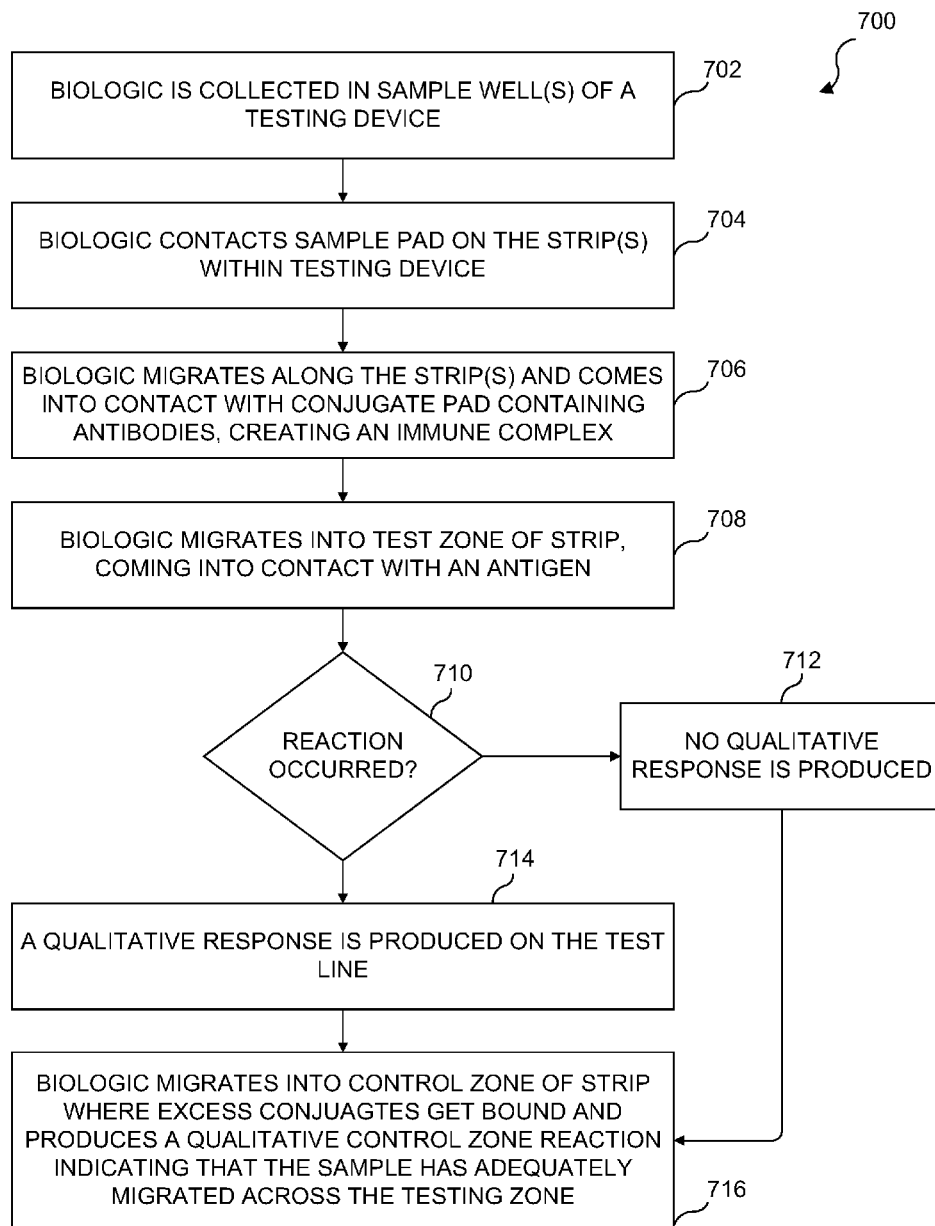 700
BIOLOGIC IS COLLECTED IN SAMPLE WELL(S) OF A
TESTING DEVICE
702
BIOLOGIC CONTACTS SAMPLE PAD ON THE STRIP(S)
WITHIN TESTING DEVICE
704
BIOLOGIC MIGRATES ALONG THE STRIP(S) AND COMES
INTO CONTACT WITH CONJUGATE PAD CONTAINING
ANTIBODIES, CREATING AN IMMUNE COMPLEX
706
BIOLOGIC MIGRATES INTO TEST ZONE OF STRIP,
COMING INTO CONTACT WITH AN ANTIGEN
708
REACTION
OCCURRED?
710
712
NO QUALITATIVE
RESPONSE IS PRODUCED
714
A QUALITATIVE RESPONSE IS PRODUCED ON THE TEST
LINE
BIOLOGIC MIGRATES INTO CONTROL ZONE OF STRIP
WHERE EXCESS CONJUAGTES GET BOUND AND
PRODUCES A QUALITATIVE CONTROL ZONE REACTION
INDICATING THAT THE SAMPLE HAS ADEQUATELY
MIGRATED ACROSS THE TESTING ZONE
716